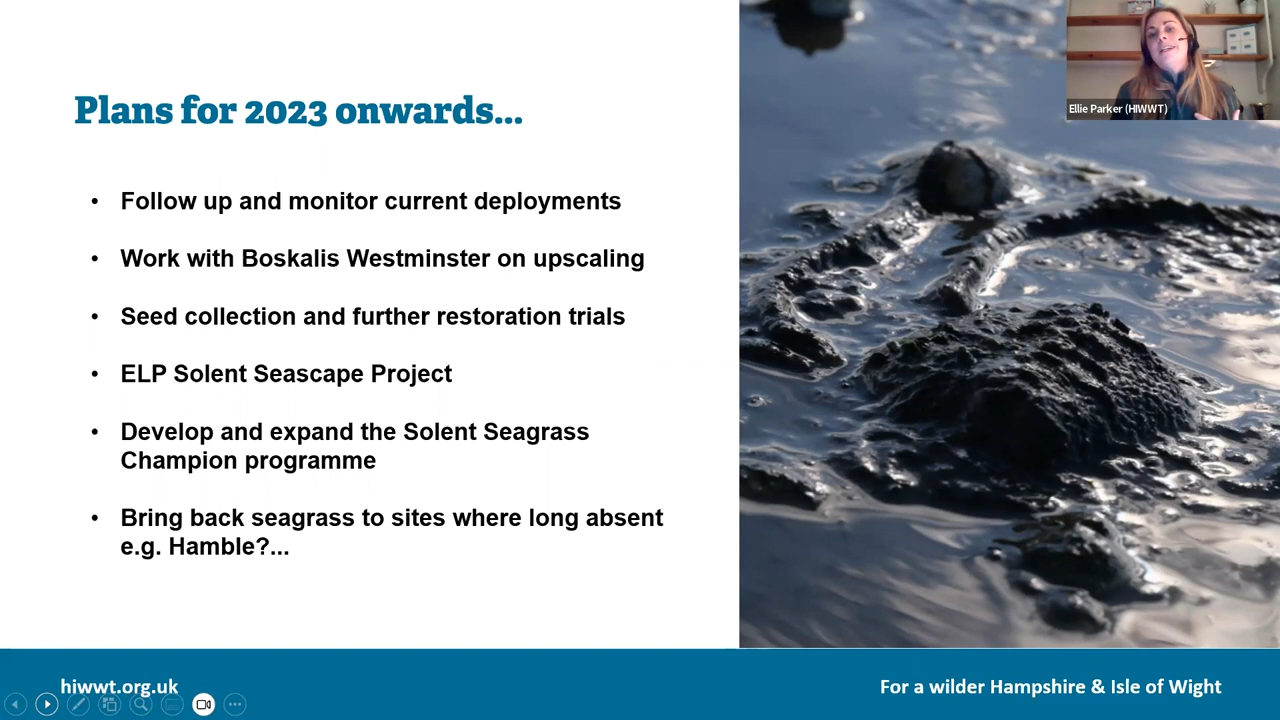 Plans for 2023 onwards...
Ellie Parker (HIWWT)
• Follow up and monitor current deployments
• Work with Boskalis Westminster on upscaling
• Seed collection and further restoration trials
• ELP Solent Seascape Project
• Develop and expand the Solent Seagrass
Champion programme
• Bring back seagrass to sites where long absent
e.g. Hamble?...
hiwwt.org.uk
For a wilder Hampshire & Isle of Wight